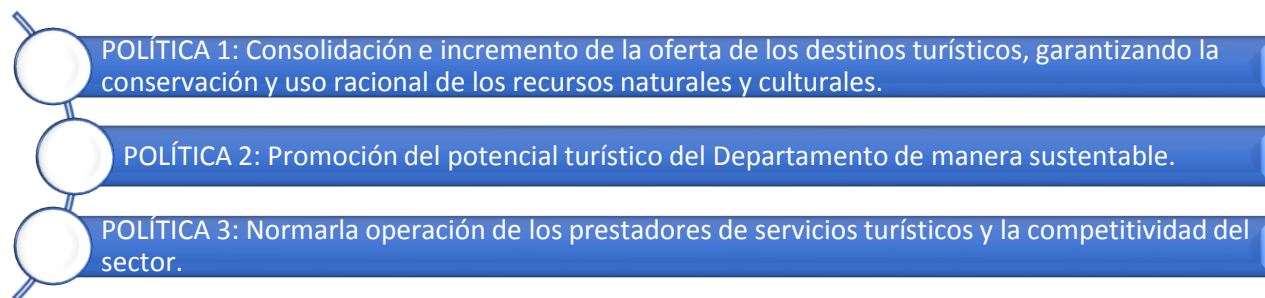 POLÍTICA 1: Consolidación e incremento de la oferta de los destinos turísticos, garantizando la
conservación y uso racional de los recursos naturales y culturales.
POLÍTICA 2: Promoción del potencial turístico del Departamento de manera sustentable.
POLÍTICA 3: Normarla operación de los prestadores de servicios turísticos y la competitividad del
sector.